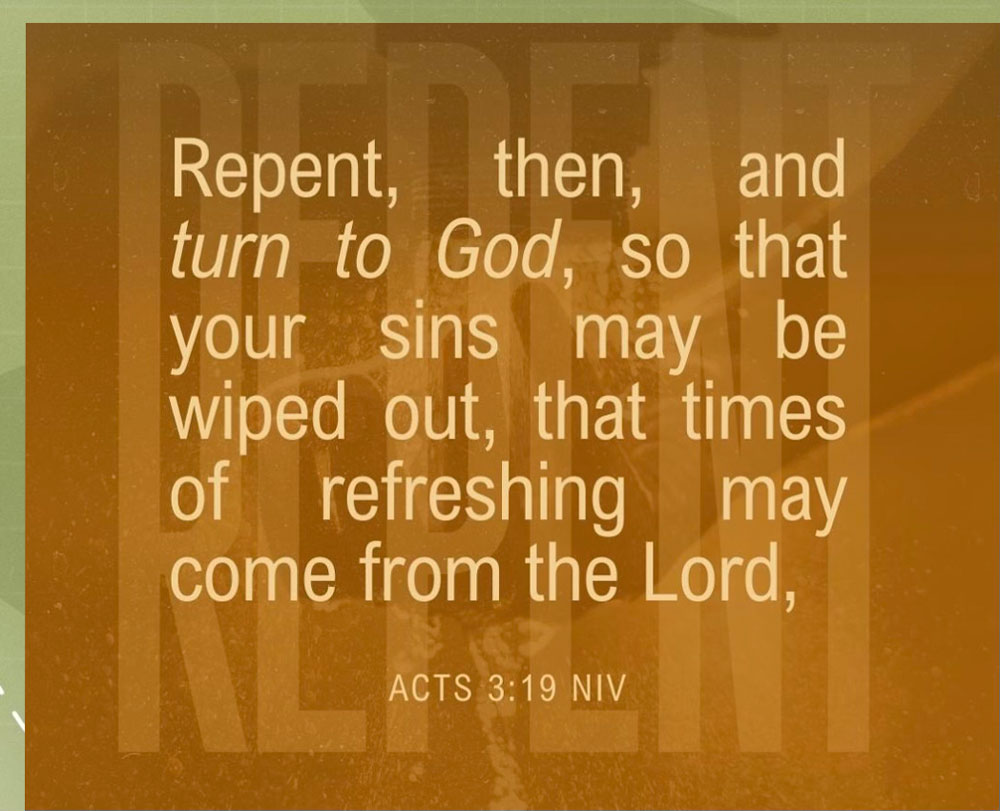 REPENT
Repent, then, and
turn to God, so that
your sins may be
wiped out, that times
of refreshing may
come from the Lord,
ACTS 3:19 NIV